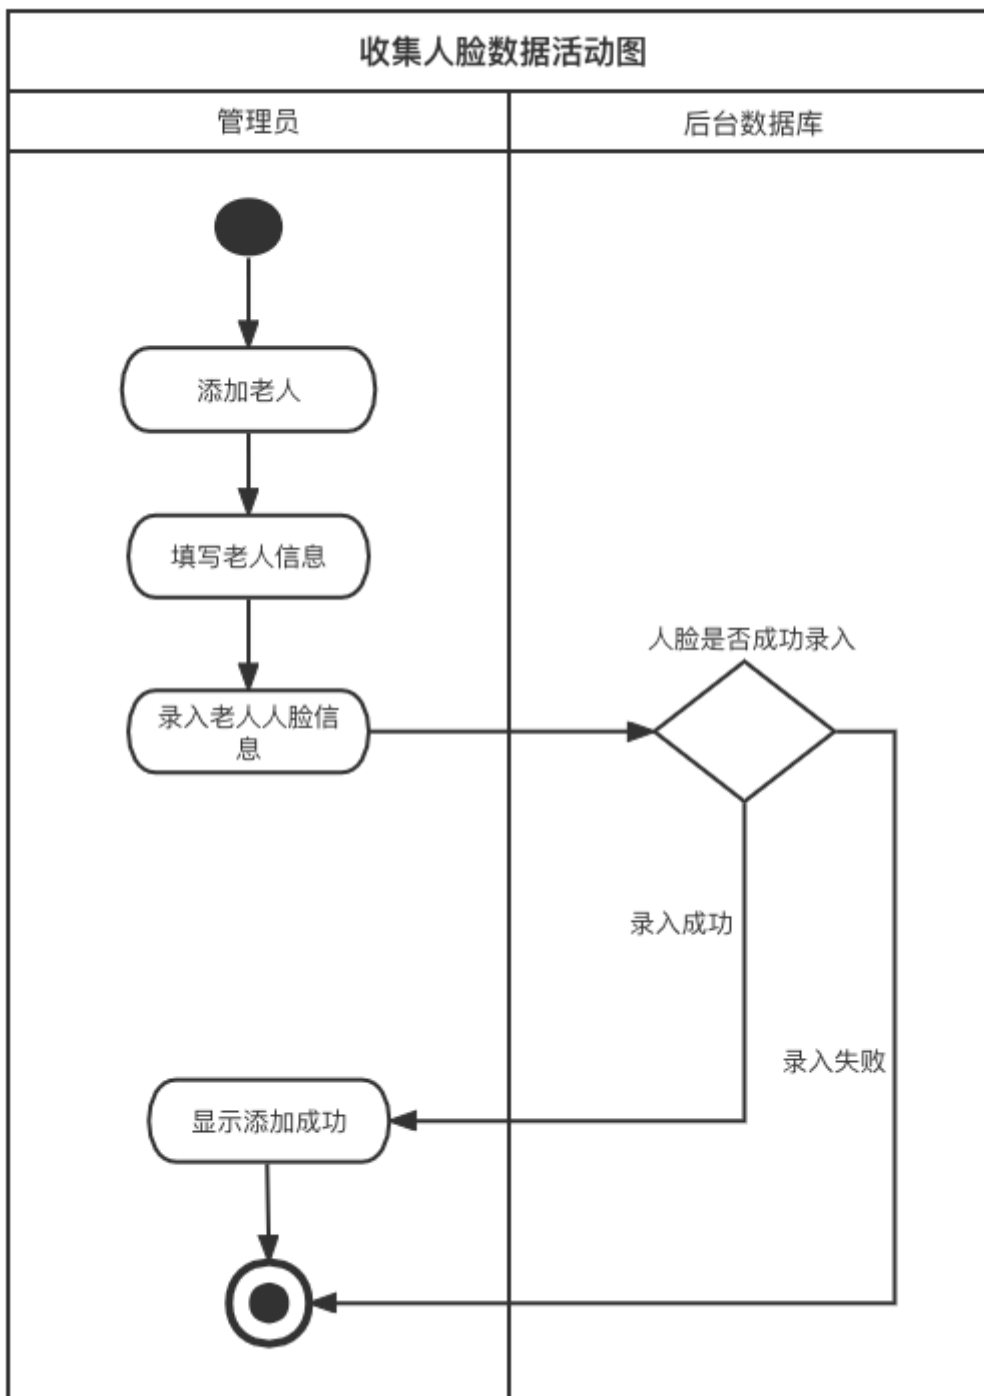 收集人脸数据活动图
管理员
后台数据库
添加老人
填写老人信息
人脸是否成功录入
录入老人人脸信
息
录入成功
录入失败
显示添加成功